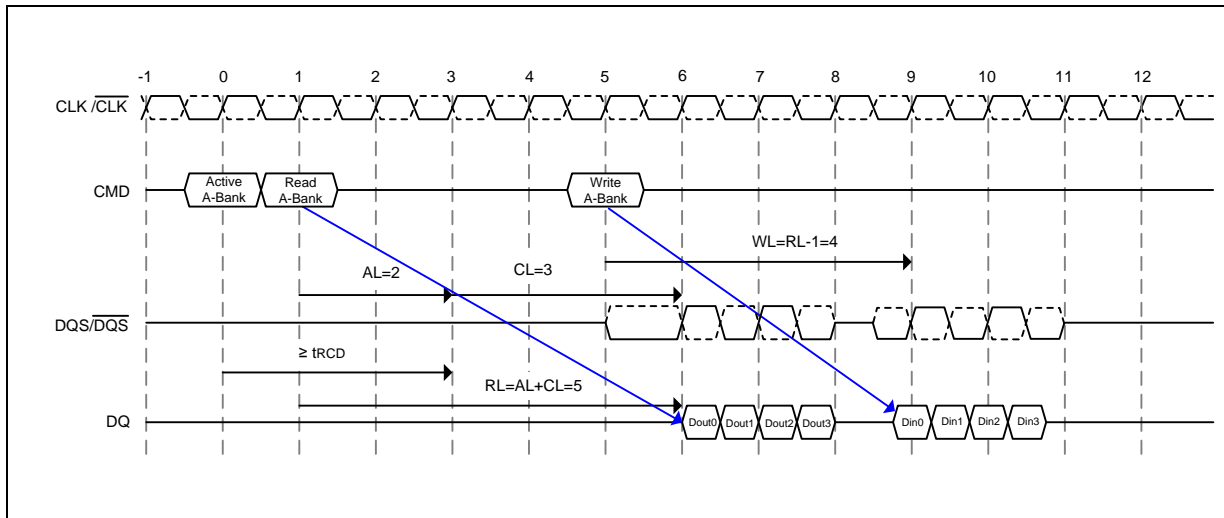 -1 0 1 2 3 4 5 6 7 8 9 10 11 12
CLK /CLK
CMD
Active
A-Bank
Read
A-Bank
Write
A-Bank
WL=RL-1=4
AL=2
CL=3
DQS/DQS
≥ tRCD
RL=AL+CL=5
DQ
Dout0 Dout1 Dout2 Dout3 Din0 Din1 Din2 Din3